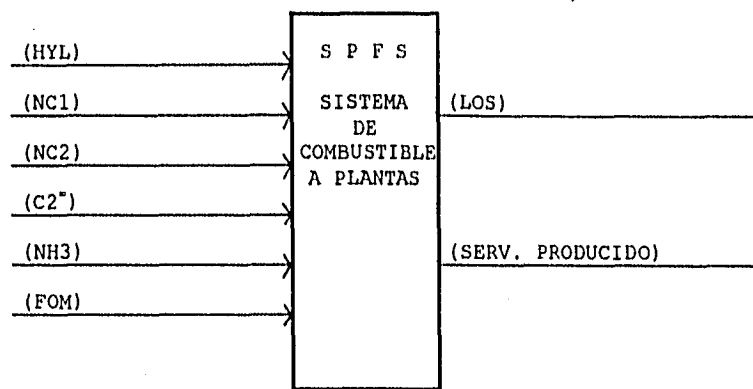 (HYL)
(NC1)
(NC2)
(C2=)
(NH3)
(FOM)
S P F S
SISTEMA
DE
COMBUSTIBLE
A PLANTAS
(LOS)
(SERV. PRODUCIDO)